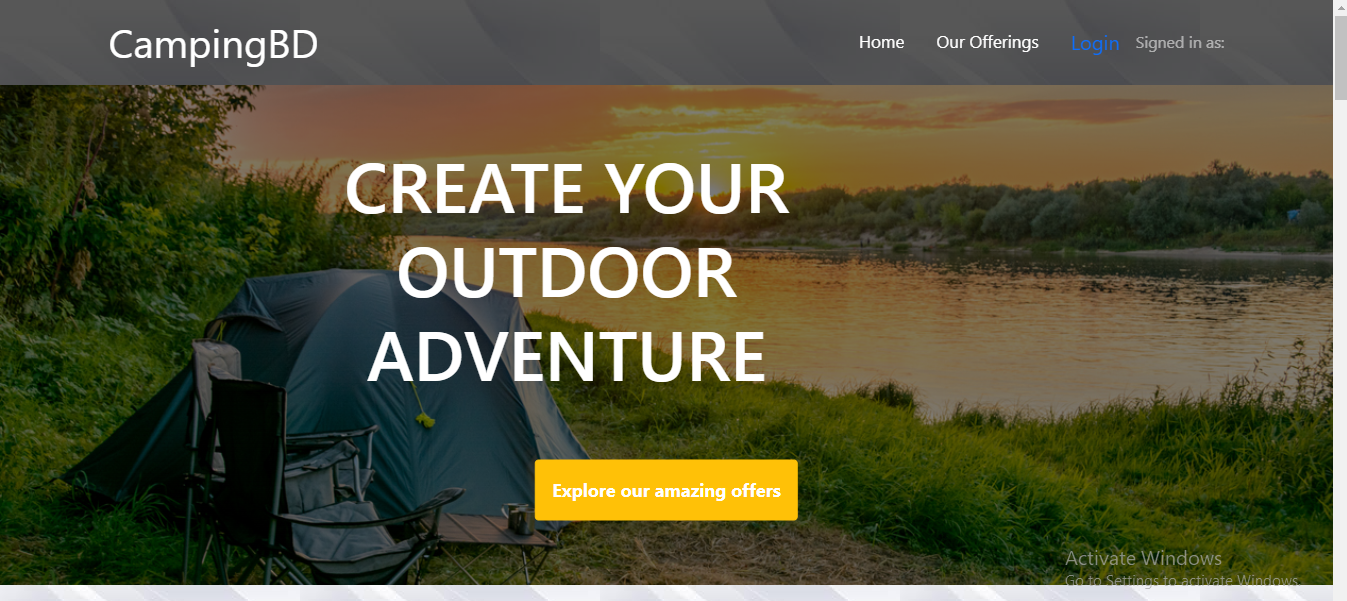 CampingBD
Home Our Offerings Login Signed in as:
CREATE YOUR
OUTDOOR
ADVENTURE
Explore our amazing offers
Activate Windows
Go to Settings to activate Windows.